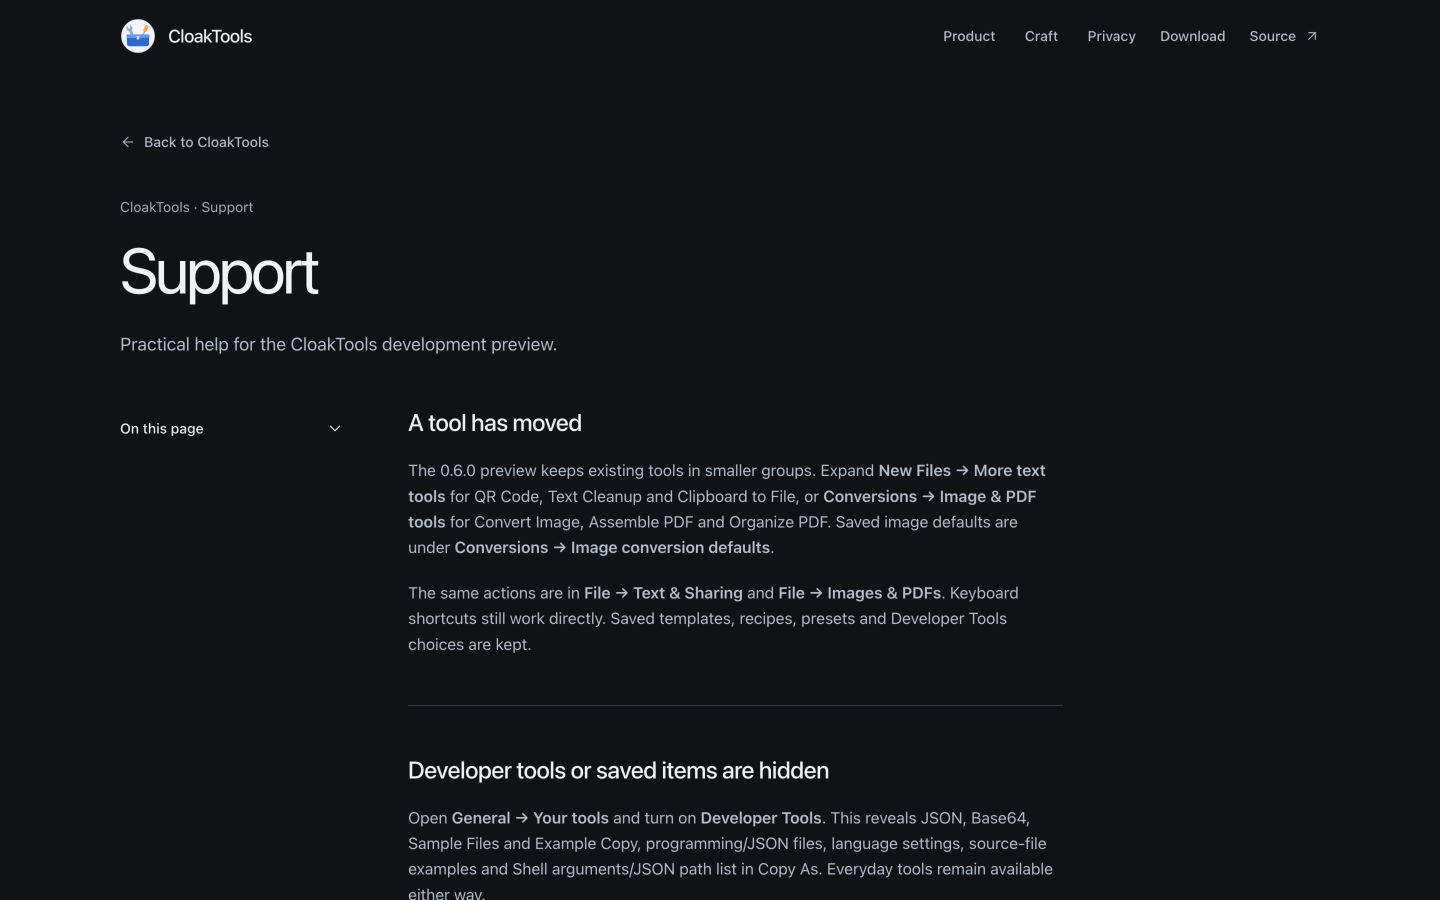 CloakTools
Product
Craft
Privacy
Download
Source ↗
← Back to CloakTools
CloakTools · Support
Support
Practical help for the CloakTools development preview.
On this page
A tool has moved
The 0.6.0 preview keeps existing tools in smaller groups. Expand New Files → More text
tools for QR Code, Text Cleanup and Clipboard to File, or Conversions → Image & PDF
tools for Convert Image, Assemble PDF and Organize PDF. Saved image defaults are
under Conversions → Image conversion defaults.
The same actions are in File → Text & Sharing and File → Images & PDFs. Keyboard
shortcuts still work directly. Saved templates, recipes, presets and Developer Tools
choices are kept.
Developer tools or saved items are hidden
Open General → Your tools and turn on Developer Tools. This reveals JSON, Base64,
Sample Files and Example Copy, programming/JSON files, language settings, source-file
examples and Shell arguments/JSON path list in Copy As. Everyday tools remain available
either way.